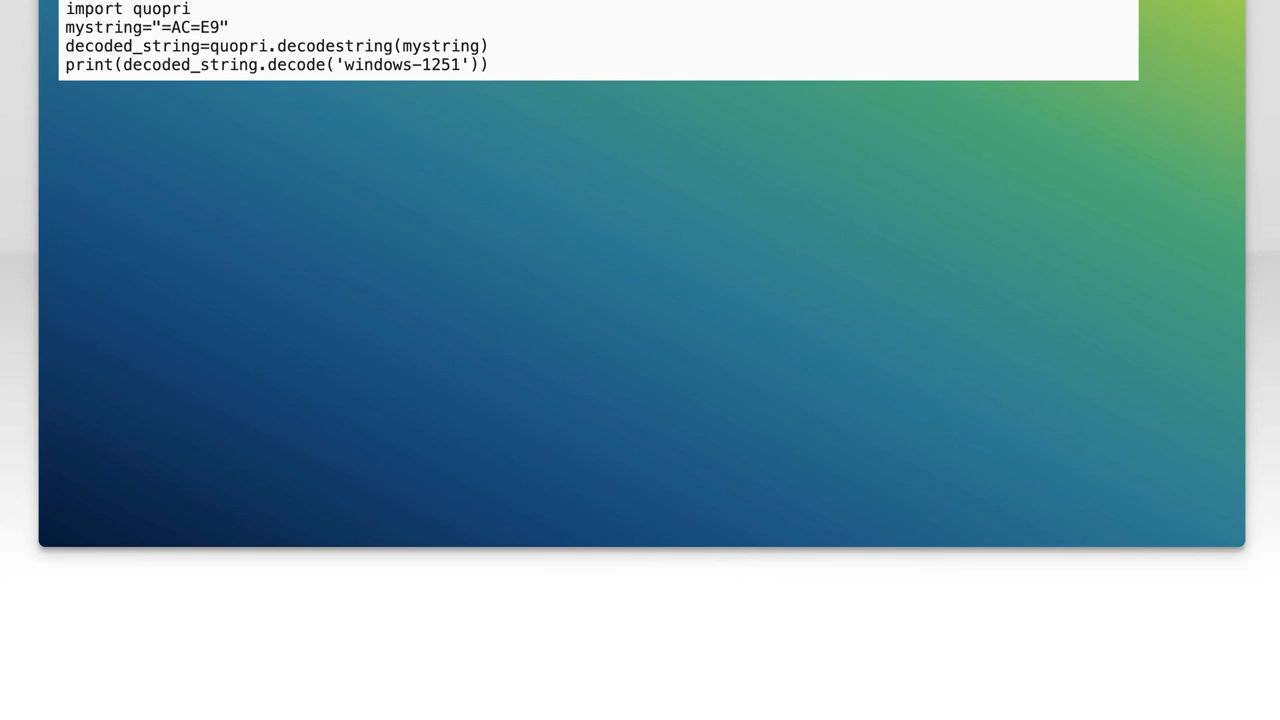 import quopri
mystring="=AC=E9"
decoded_string=quopri.decodestring(mystring)
print(decoded_string.decode('windows-1251'))